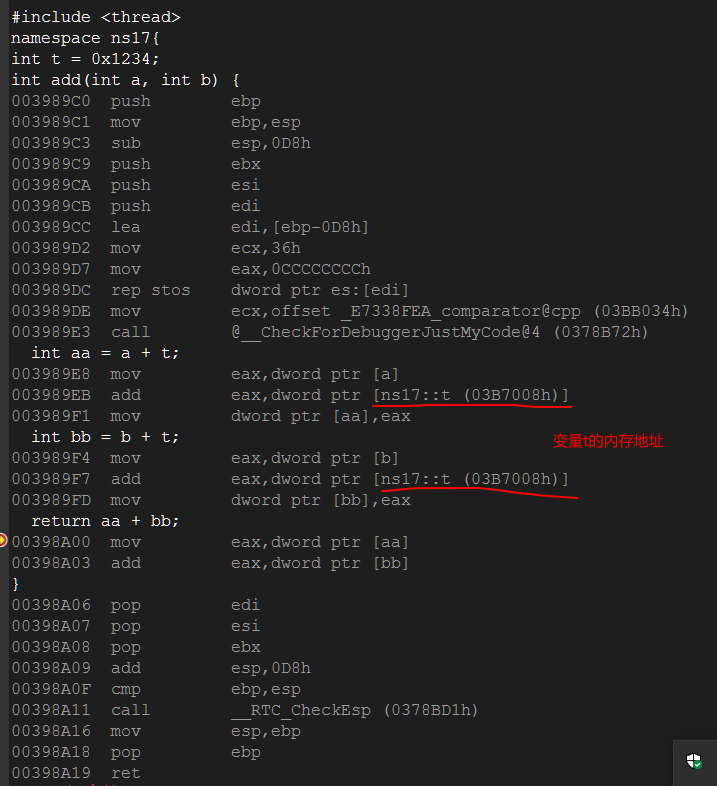 #include <thread>
namespace ns17{
int t = 0x1234;
int add(int a, int b) {
003989C0 push ebp
003989C1 mov ebp,esp
003989C3 sub esp,0D8h
003989C9 push ebx
003989CA push esi
003989CB push edi
003989CC lea edi,[ebp-0D8h]
003989D2 mov ecx,36h
003989D7 mov eax,0CCCCCCCCh
003989DC rep stos dword ptr es:[edi]
003989DE mov ecx,offset _E7338FEA_comparator@cpp (03BB034h)
003989E3 call @__CheckForDebuggerJustMyCode@4 (0378B72h)
int aa = a + t;
003989E8 mov eax,dword ptr [a]
003989EB add eax,dword ptr [ns17::t (03B7008h)]
003989F1 mov dword ptr [aa],eax
int bb = b + t;
变量t的内存地址
003989F4 mov eax,dword ptr [b]
003989F7 add eax,dword ptr [ns17::t (03B7008h)]
003989FD mov dword ptr [bb],eax
return aa + bb;
00398A00 mov eax,dword ptr [aa]
00398A03 add eax,dword ptr [bb]
}
00398A06 pop edi
00398A07 pop esi
00398A08 pop ebx
00398A09 add esp,0D8h
00398A0F cmp ebp,esp
00398A11 call __RTC_CheckEsp (0378BD1h)
00398A16 mov esp,ebp
00398A18 pop ebp
00398A19 ret